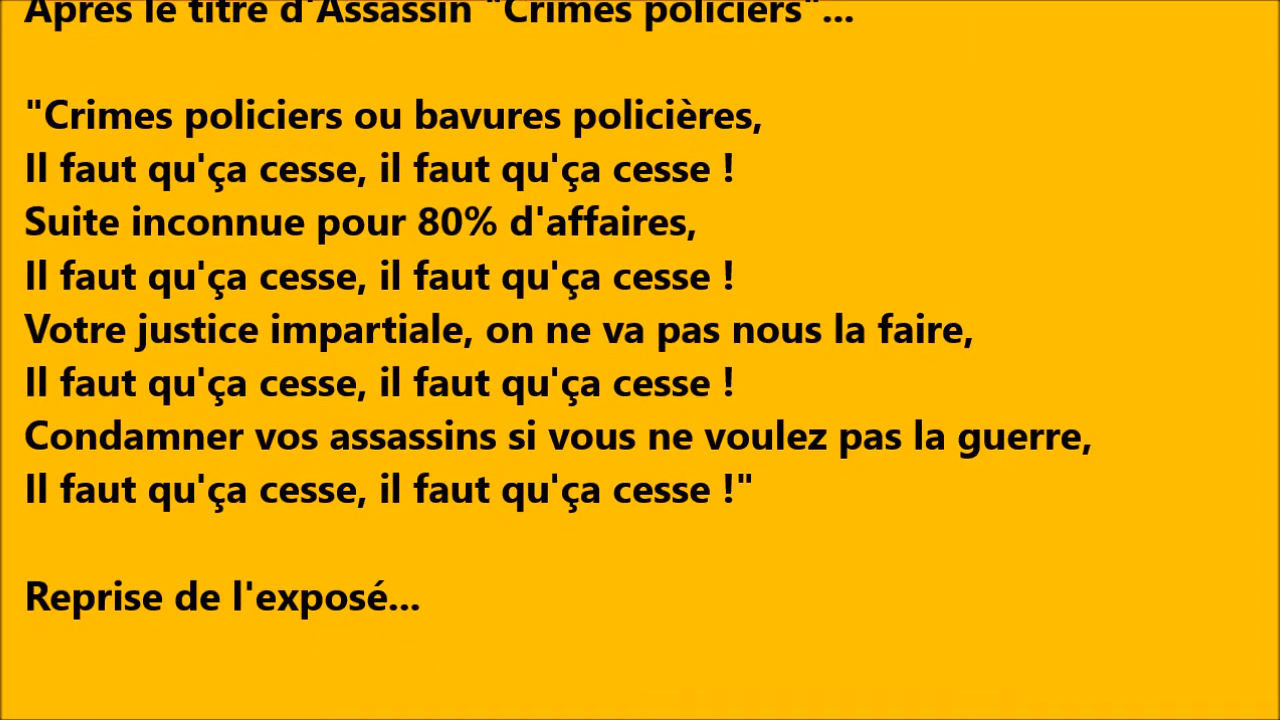 Après le titre d'Assassin "Crimes policiers"...
"Crimes policiers ou bavures policières,
Il faut qu'ça cesse, il faut qu'ça cesse !
Suite inconnue pour 80% d'affaires,
Il faut qu'ça cesse, il faut qu'ça cesse !
Votre justice impartiale, on ne va pas nous la faire,
Il faut qu'ça cesse, il faut qu'ça cesse !
Condamner vos assassins si vous ne voulez pas la guerre,
Il faut qu'ça cesse, il faut qu'ça cesse !"
Reprise de l'exposé...